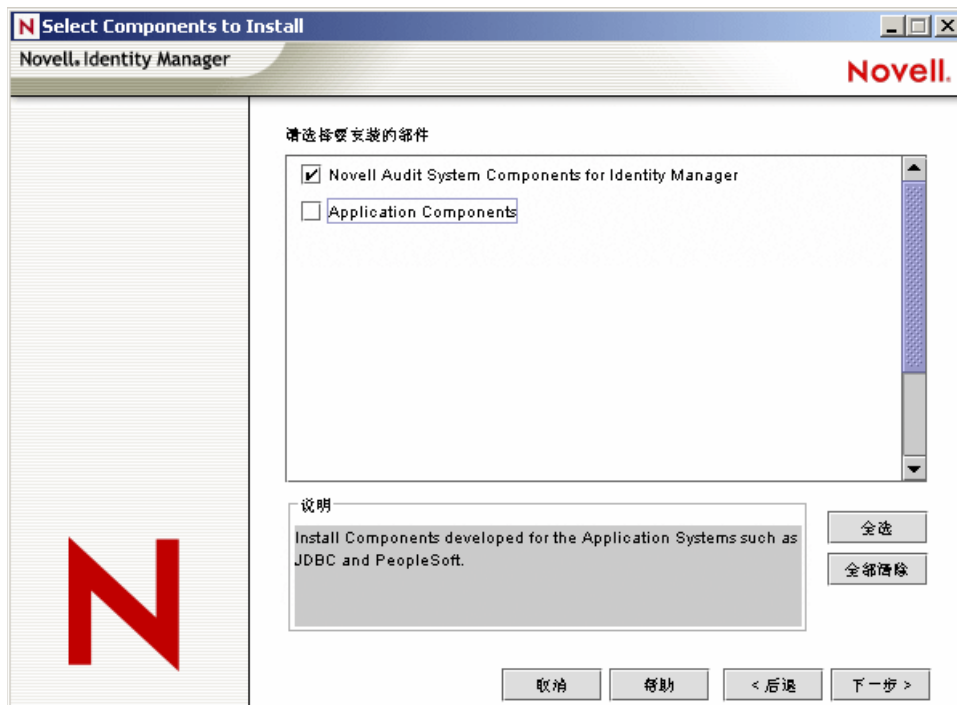 Select Components to Install
Novell. Identity Manager
Novell.
请选择要安装的部件
Novell Audit System Components for Identity Manager
Application Components
说明
Install Components developed for the Application Systems such as
JDBC and PeopleSoft.
全选
全部清除
取消
帮助
< 后退
下一步 >